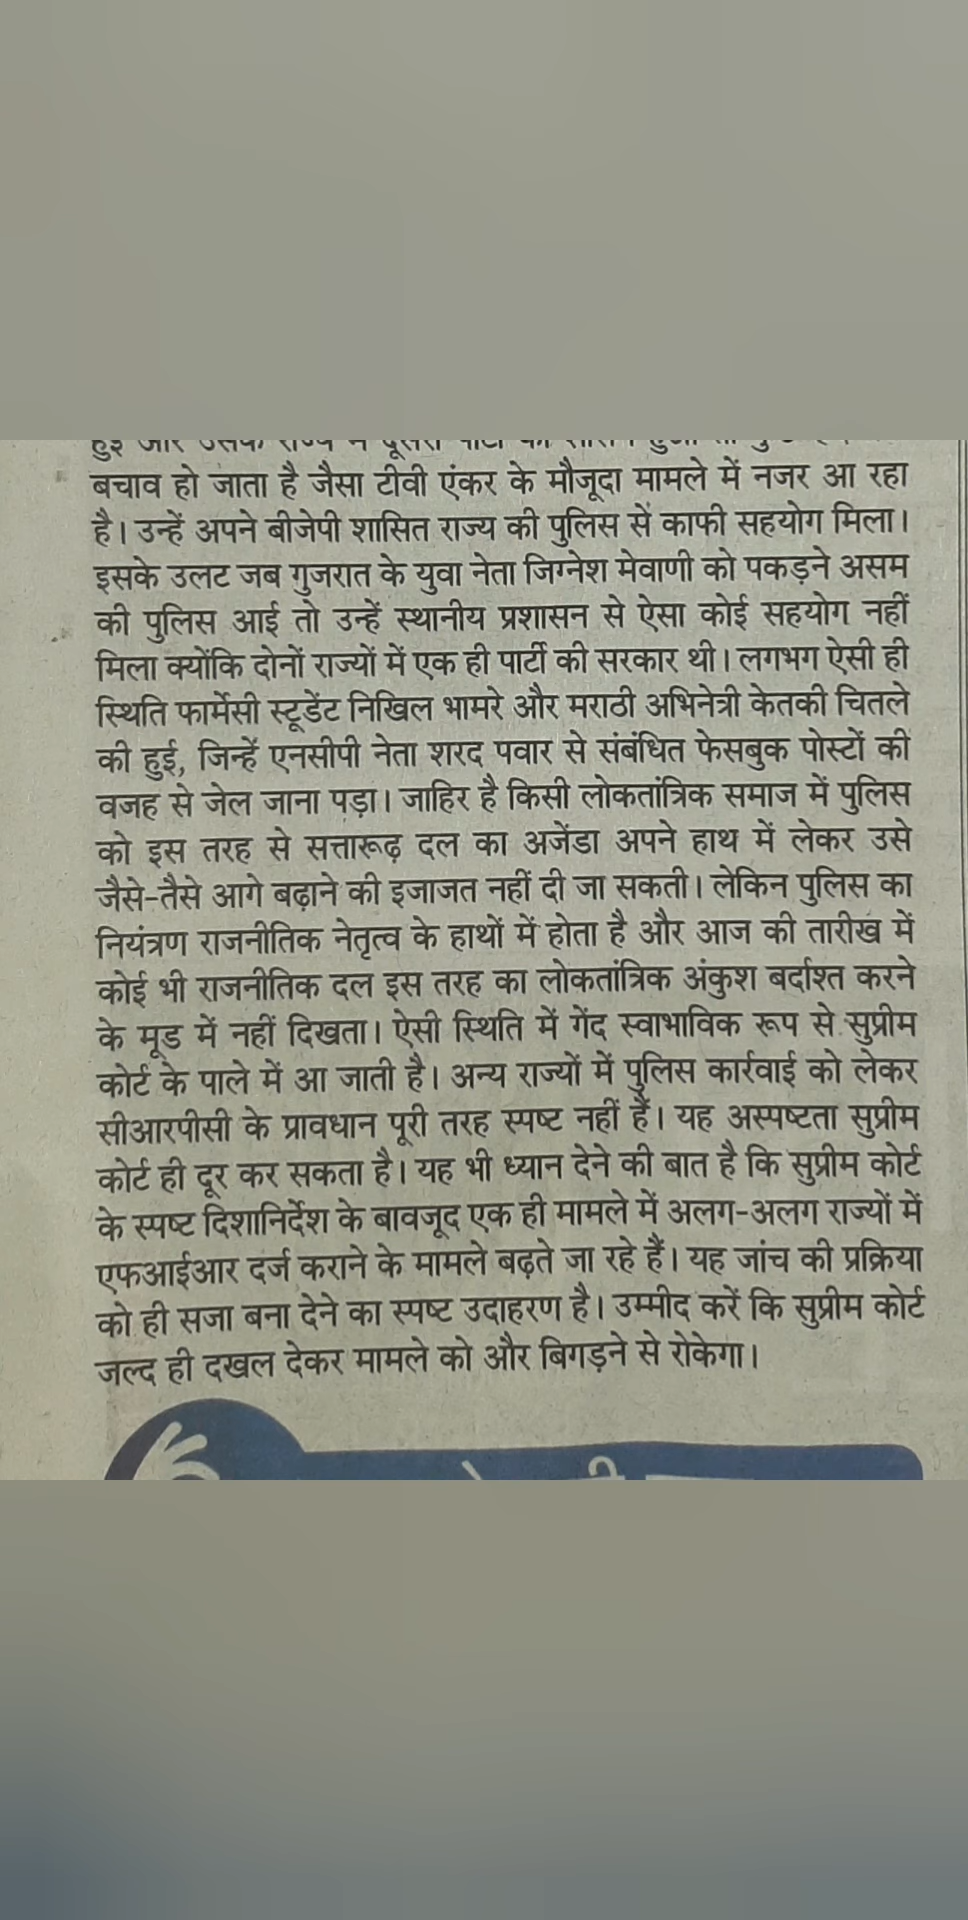 बचाव हो जाता है जैसा टीवी एंकर के मौजूदा मामले में नजर आ रहा
है। उन्हें अपने बीजेपी शासित राज्य की पुलिस से काफी सहयोग मिला।
इसके उलट जब गुजरात के युवा नेता जिग्नेश मेवाणी को पकड़ने असम
की पुलिस आई तो उन्हें स्थानीय प्रशासन से ऐसा कोई सहयोग नहीं
मिला क्योंकि दोनों राज्यों में एक ही पार्टी की सरकार थी। लगभग ऐसी ही
स्थिति फार्मेसी स्टूडेंट निखिल भामरे और मराठी अभिनेत्री केतकी चितले
की हुई, जिन्हें एनसीपी नेता शरद पवार से संबंधित फेसबुक पोस्टों की
वजह से जेल जाना पड़ा। जाहिर है किसी लोकतांत्रिक समाज में पुलिस
को इस तरह से सत्तारूढ़ दल का अजेंडा अपने हाथ में लेकर उसे
जैसे-तैसे आगे बढ़ाने की इजाजत नहीं दी जा सकती। लेकिन पुलिस का
नियंत्रण राजनीतिक नेतृत्व के हाथों में होता है और आज की तारीख में
कोई भी राजनीतिक दल इस तरह का लोकतांत्रिक अंकुश बर्दाश्त करने
के मूड में नहीं दिखता। ऐसी स्थिति में गेंद स्वाभाविक रूप से सुप्रीम
कोर्ट के पाले में आ जाती है। अन्य राज्यों में पुलिस कार्रवाई को लेकर
सीआरपीसी के प्रावधान पूरी तरह स्पष्ट नहीं हैं। यह अस्पष्टता सुप्रीम
कोर्ट ही दूर कर सकता है। यह भी ध्यान देने की बात है कि सुप्रीम कोर्ट
के स्पष्ट दिशानिर्देश के बावजूद एक ही मामले में अलग-अलग राज्यों में
एफआईआर दर्ज कराने के मामले बढ़ते जा रहे हैं। यह जांच की प्रक्रिया
को ही सजा बना देने का स्पष्ट उदाहरण है। उम्मीद करें कि सुप्रीम कोर्ट
जल्द ही दखल देकर मामले को और बिगड़ने से रोकेगा।